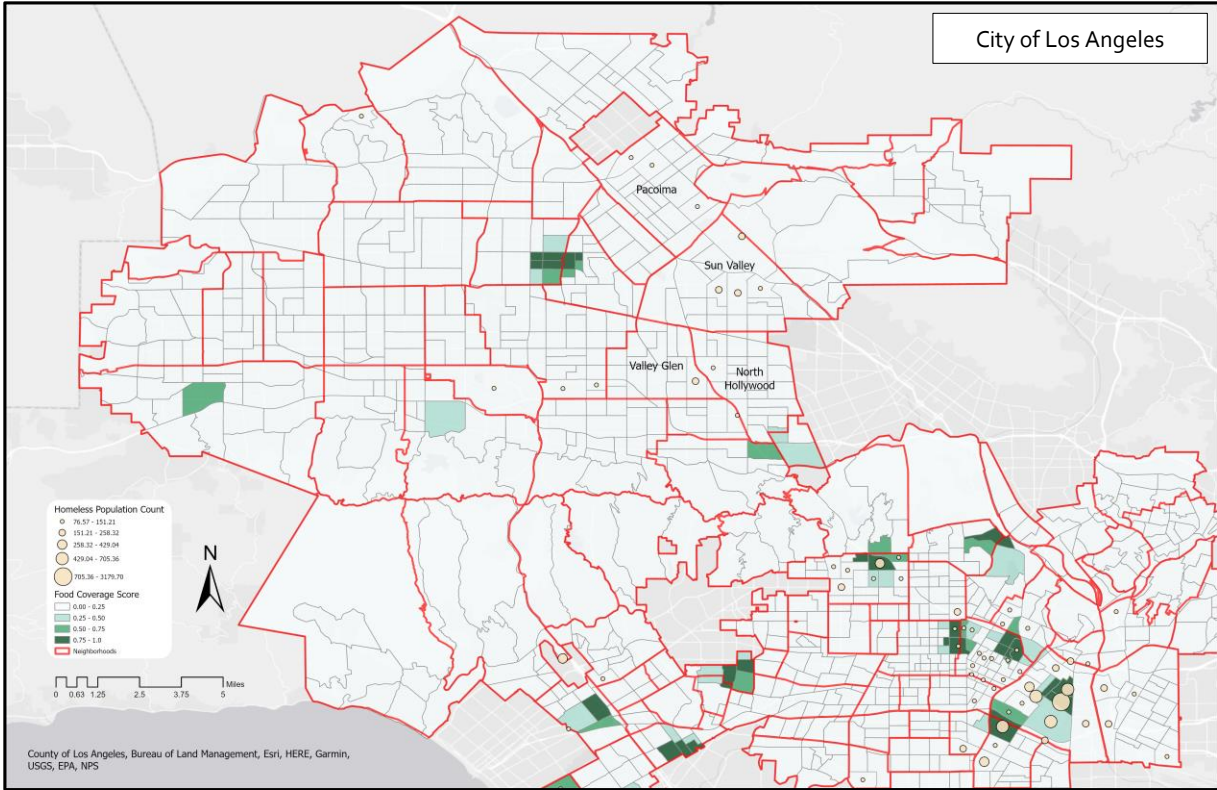 City of Los Angeles
Pacoima
Sun Valley
Valley Glen
North
Hollywood
Homeless Population Count
76.57 - 151.21
151.21 - 258.32
258.32 - 429.04
429.04 - 705.36
705.36 - 3179.70
Food Coverage Score
0.00 - 0.25
0.25 - 0.50
0.50 - 0.75
0.75 - 1.0
Neighborhoods
N
Miles
0 0.63 1.25 2.5 3.75 5
County of Los Angeles, Bureau of Land Management, Esri, HERE, Garmin,
USGS, EPA, NPS